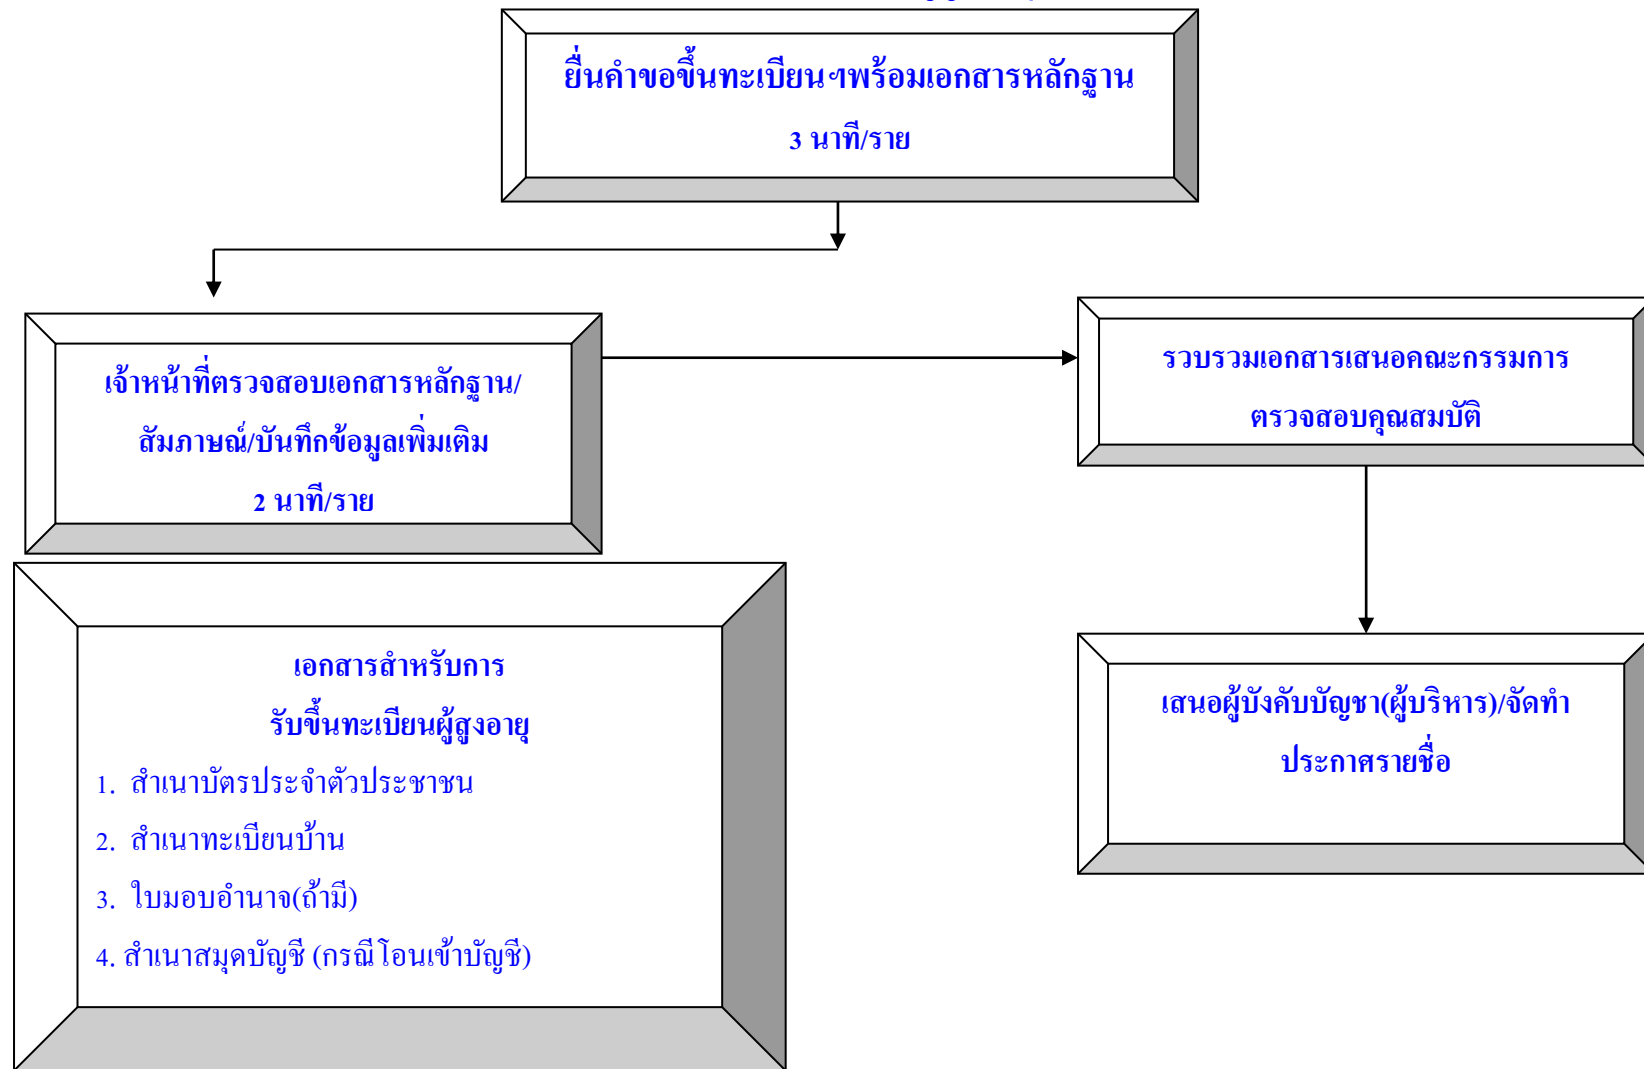 ยื่นคำขอขึ้นทะเบียนฯพร้อมเอกสารหลักฐาน
3 นาที/ราย
เจ้าหน้าที่ตรวจสอบเอกสารหลักฐาน/
สัมภาษณ์/บันทึกข้อมูลเพิ่มเติม
2 นาที/ราย
รวบรวมเอกสารเสนอคณะกรรมการ
ตรวจสอบคุณสมบัติ
เสนอผู้บังคับบัญชา(ผู้บริหาร)/จัดทำ
ประกาศรายชื่อ
เอกสารสำหรับการ
รับขึ้นทะเบียนผู้สูงอายุ
1. สำเนาบัตรประจำตัวประชาชน
2. สำเนาทะเบียนบ้าน
3. ใบมอบอำนาจ(ถ้ามี)
4. สำเนาสมุดบัญชี (กรณีโอนเข้าบัญชี)